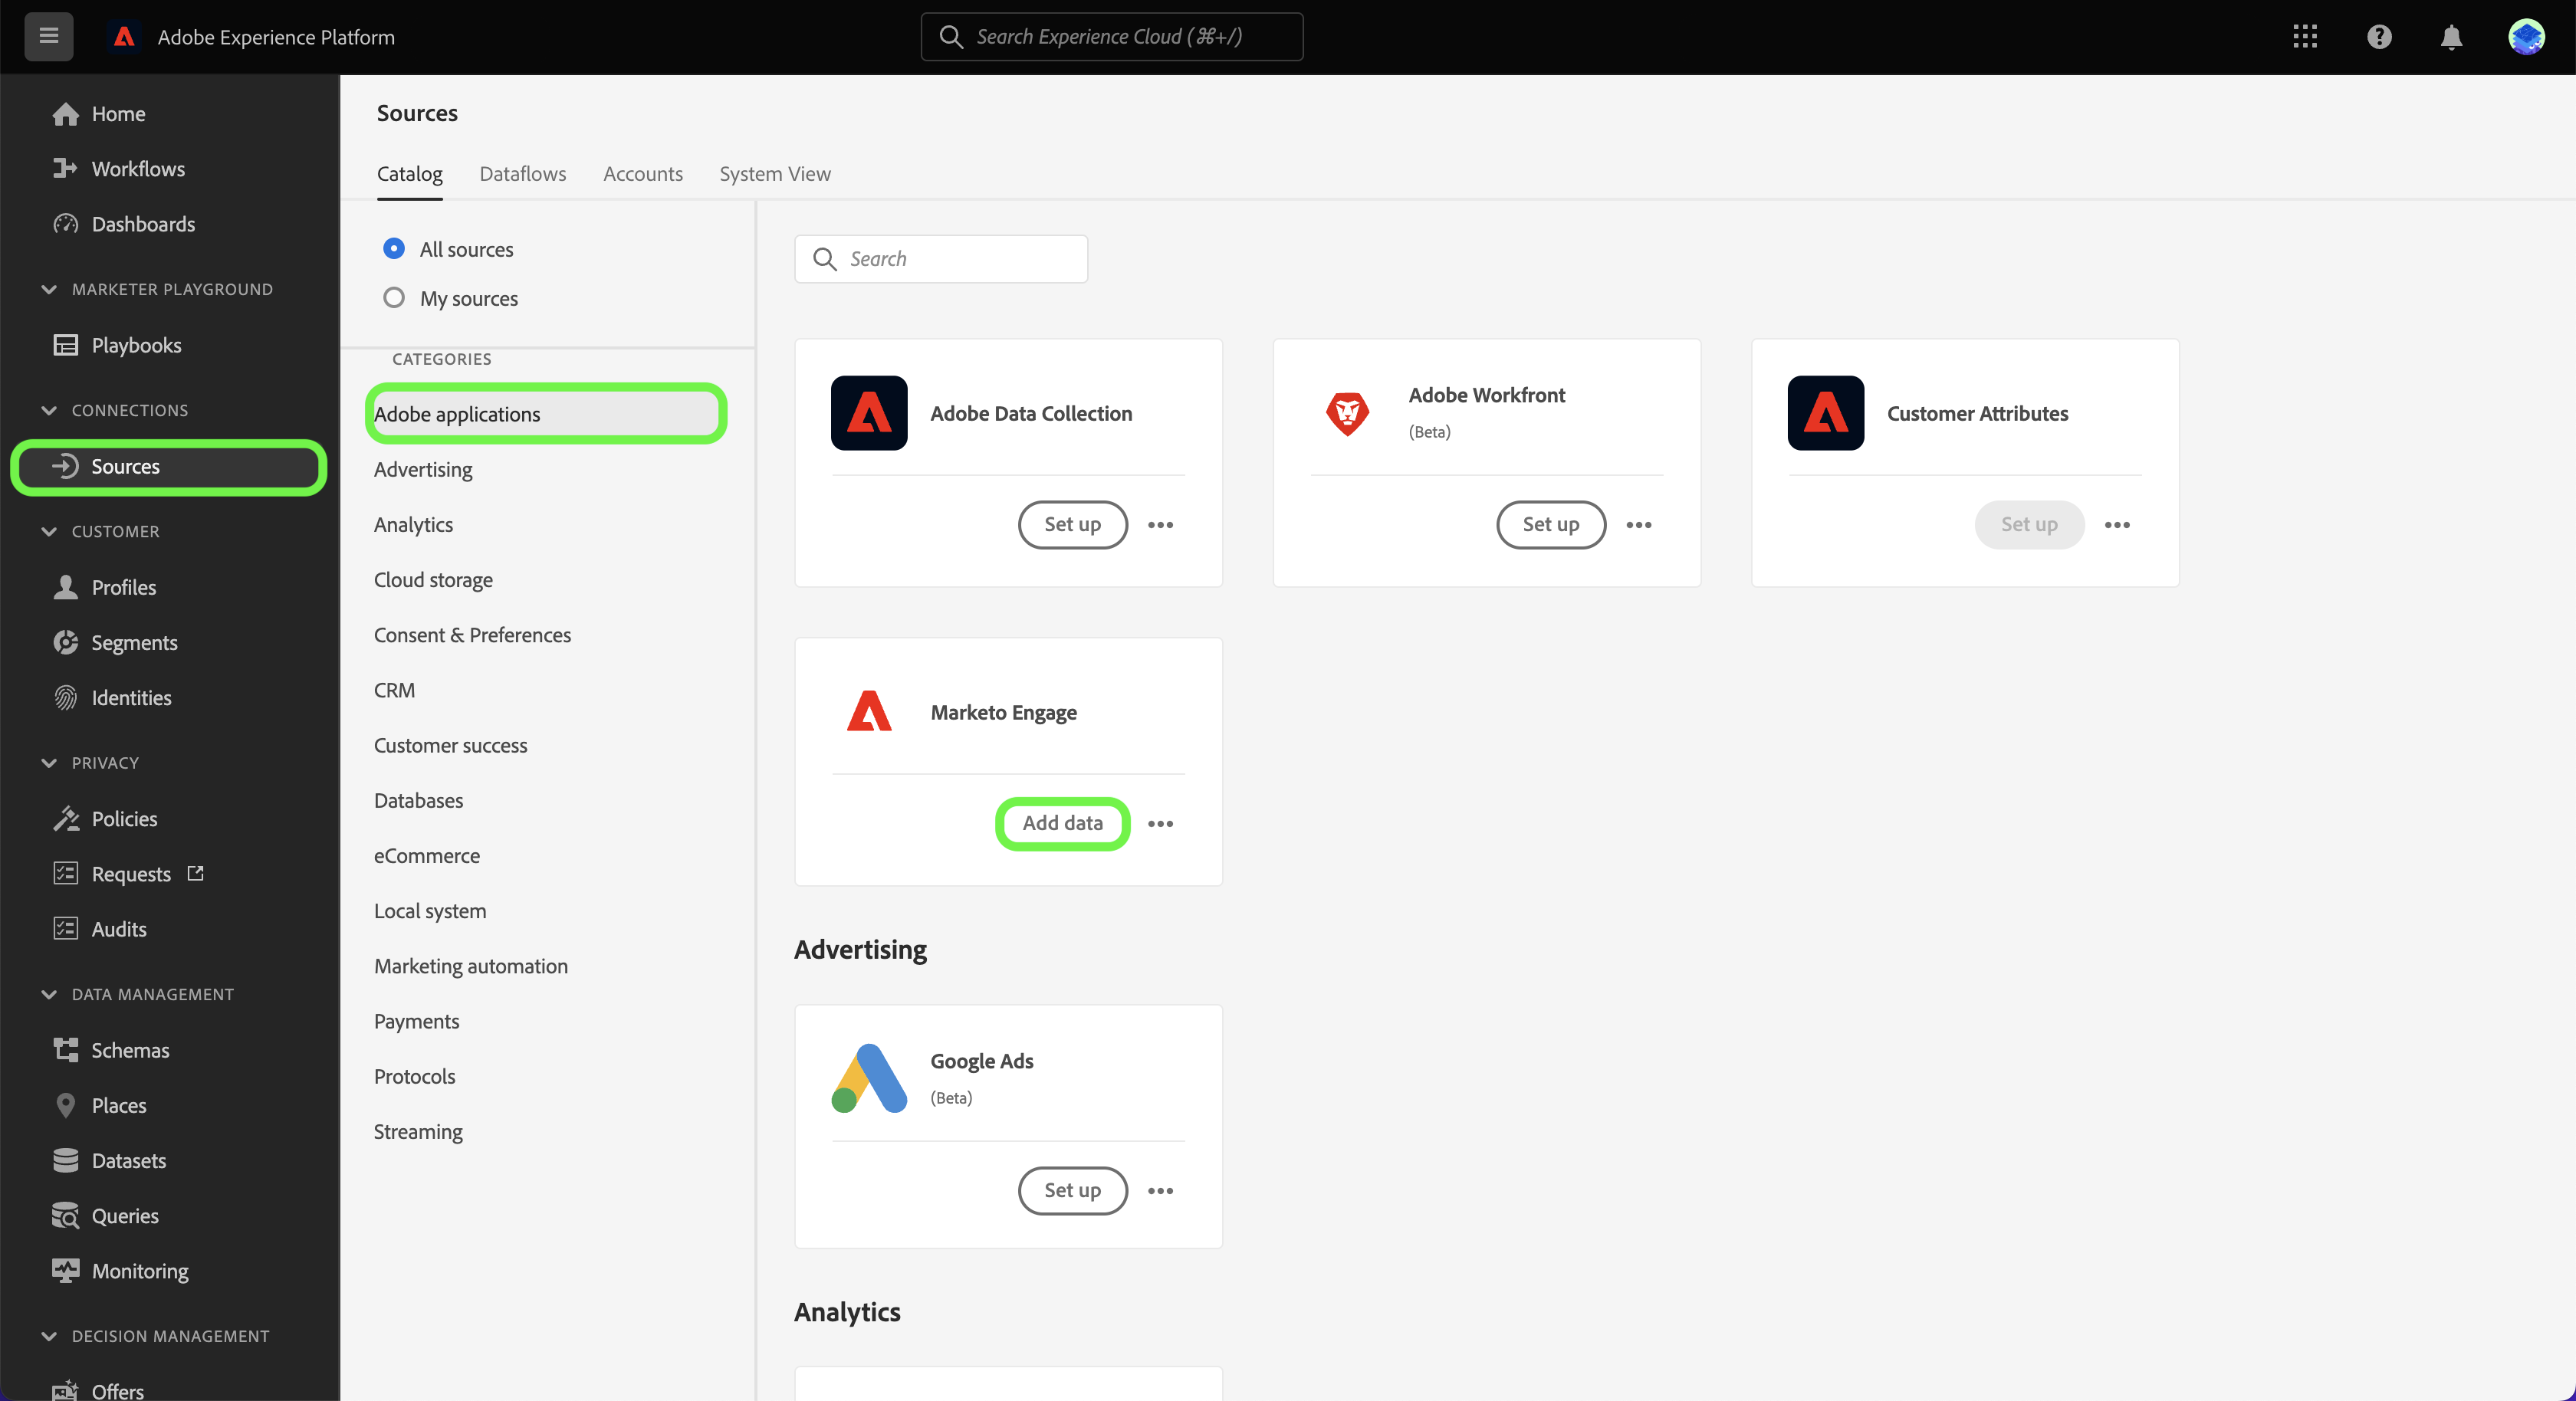 Adobe Experience Platform
Search Experience Cloud (⌘+/)
Home
Workflows
Dashboards
MARKETER PLAYGROUND
Playbooks
CONNECTIONS
Sources
CUSTOMER
Profiles
Segments
Identities
PRIVACY
Policies
Requests
Audits
DATA MANAGEMENT
Schemas
Places
Datasets
Queries
Monitoring
DECISION MANAGEMENT
Offers
Sources
Catalog Dataflows Accounts System View
All sources
My sources
CATEGORIES
Adobe applications
Advertising
Analytics
Cloud storage
Consent & Preferences
CRM
Customer success
Databases
eCommerce
Local system
Marketing automation
Payments
Protocols
Streaming
Search
Adobe Data Collection
Set up
Adobe Workfront
(Beta)
Set up
Customer Attributes
Set up
Marketo Engage
Add data
Advertising
Google Ads
(Beta)
Set up
Analytics